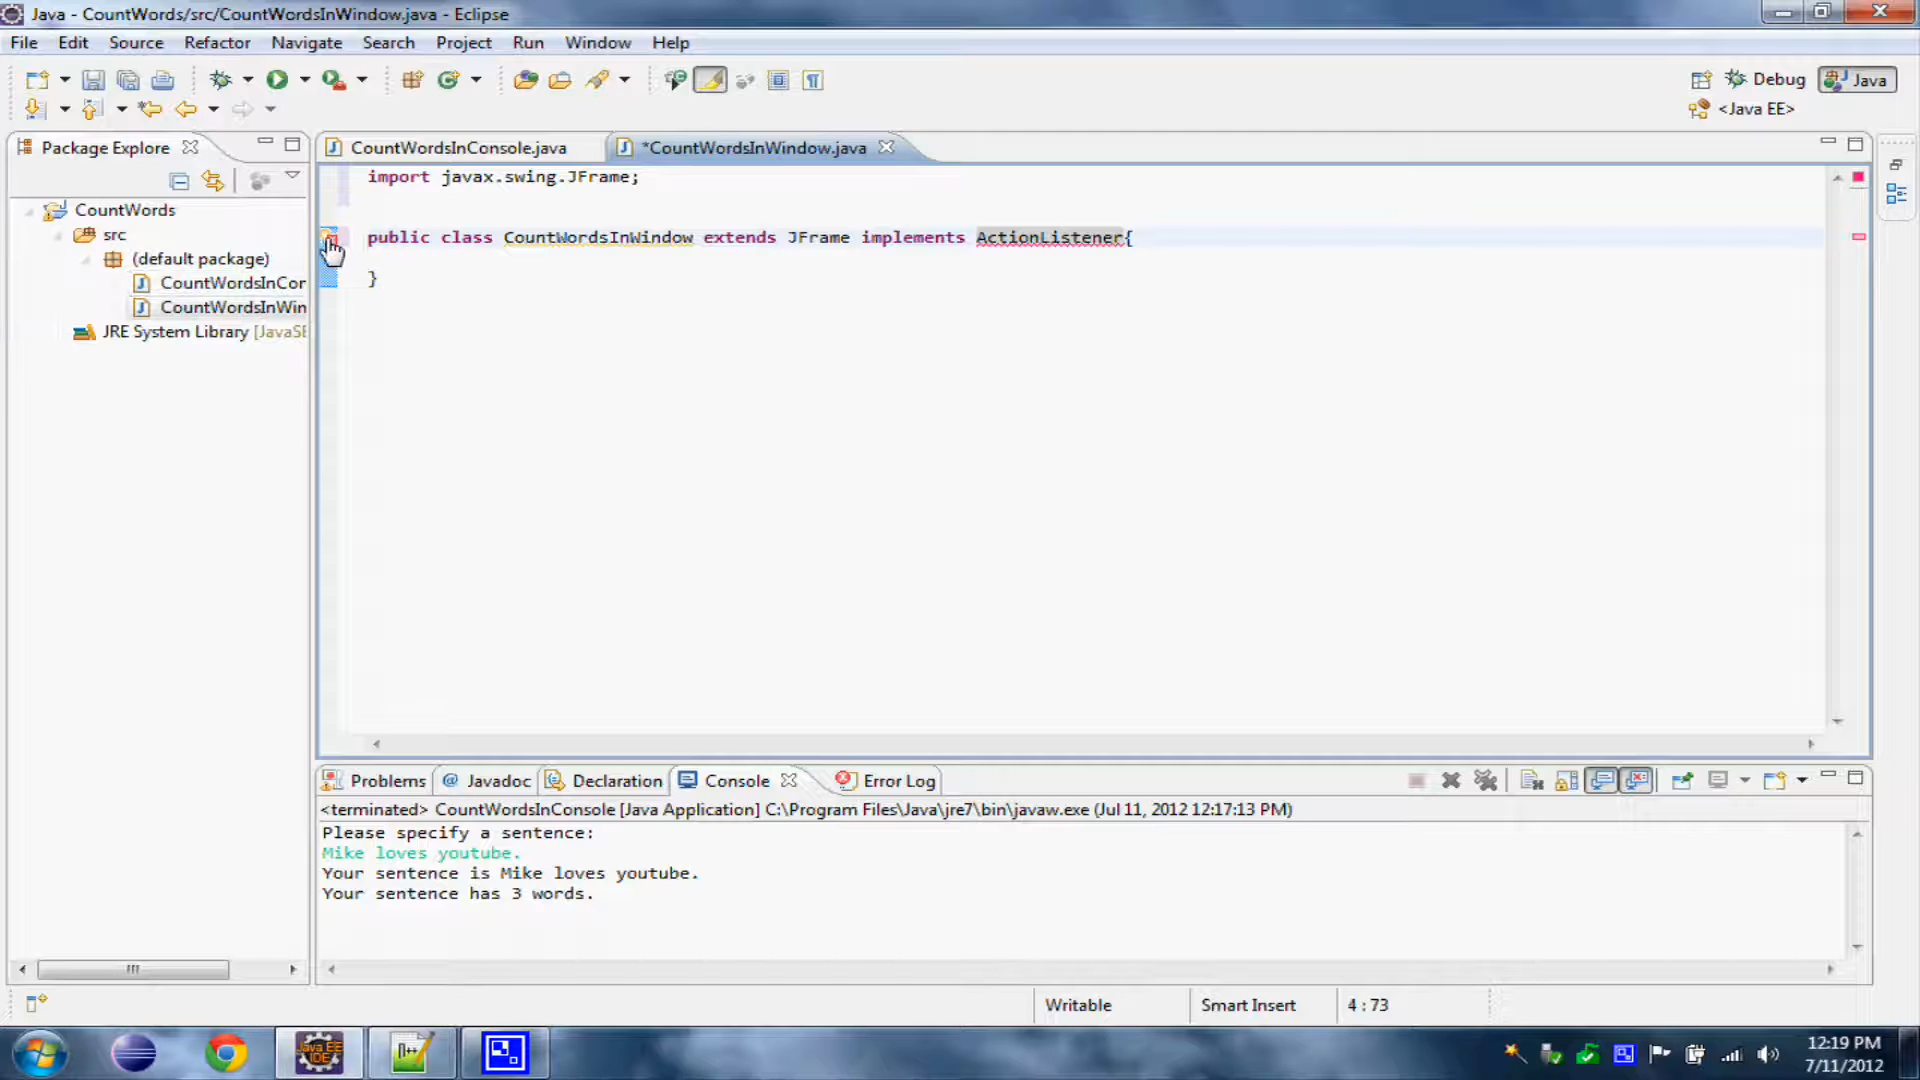 Java - CountWords/src/CountWordsInWindow.java - Eclipse
File Edit Source Refactor Navigate Search Project Run Window Help
Debug Java
<Java EE>
Package Explore
CountWordsInConsole.java
*CountWordsInWindow.java
CountWords
src
(default package)
CountWordsInCor
CountWordsInWin
JRE System Library [JavaSE
import javax.swing.JFrame;
public class CountWordsInWindow extends JFrame implements ActionListener{
}
Problems @ Javadoc Declaration Console Error Log
<terminated> CountWordsInConsole [Java Application] C:\Program Files\Java\jre7\bin\javaw.exe (Jul 11, 2012 12:17:13 PM)
Please specify a sentence:
Mike loves youtube.
Your sentence is Mike loves youtube.
Your sentence has 3 words.
Writable Smart Insert 4 : 73
Java EE
IDE
12:19 PM
7/11/2012